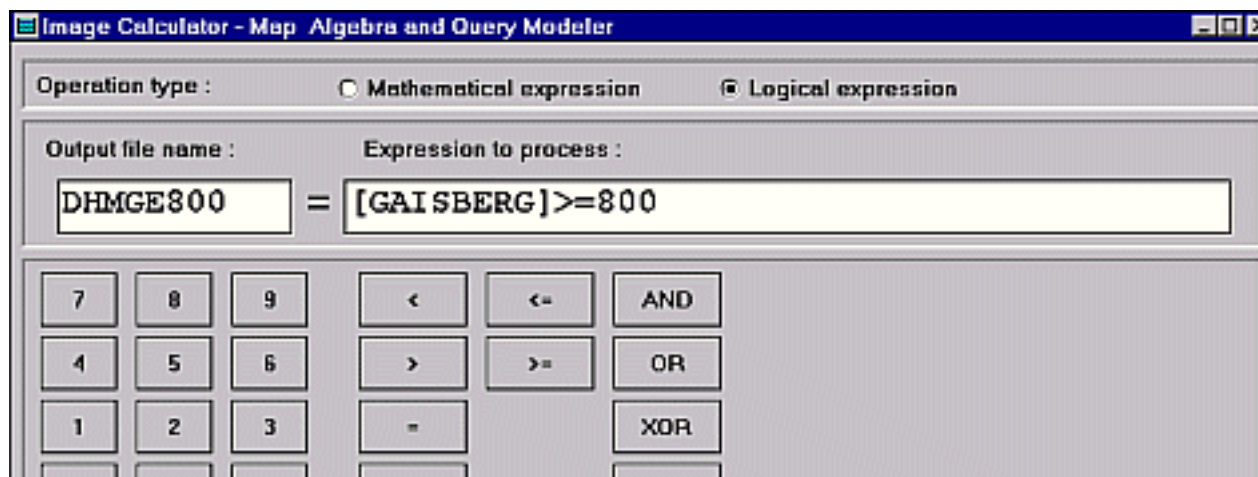 Image Calculator - Map Algebra and Query Modeler
Operation type : Mathematical expression Logical expression
Output file name : Expression to process :
DHMGE800 = [GAISBERG]>=800
7 8 9 < <= AND
4 5 6 > >= OR
1 2 3 = XOR